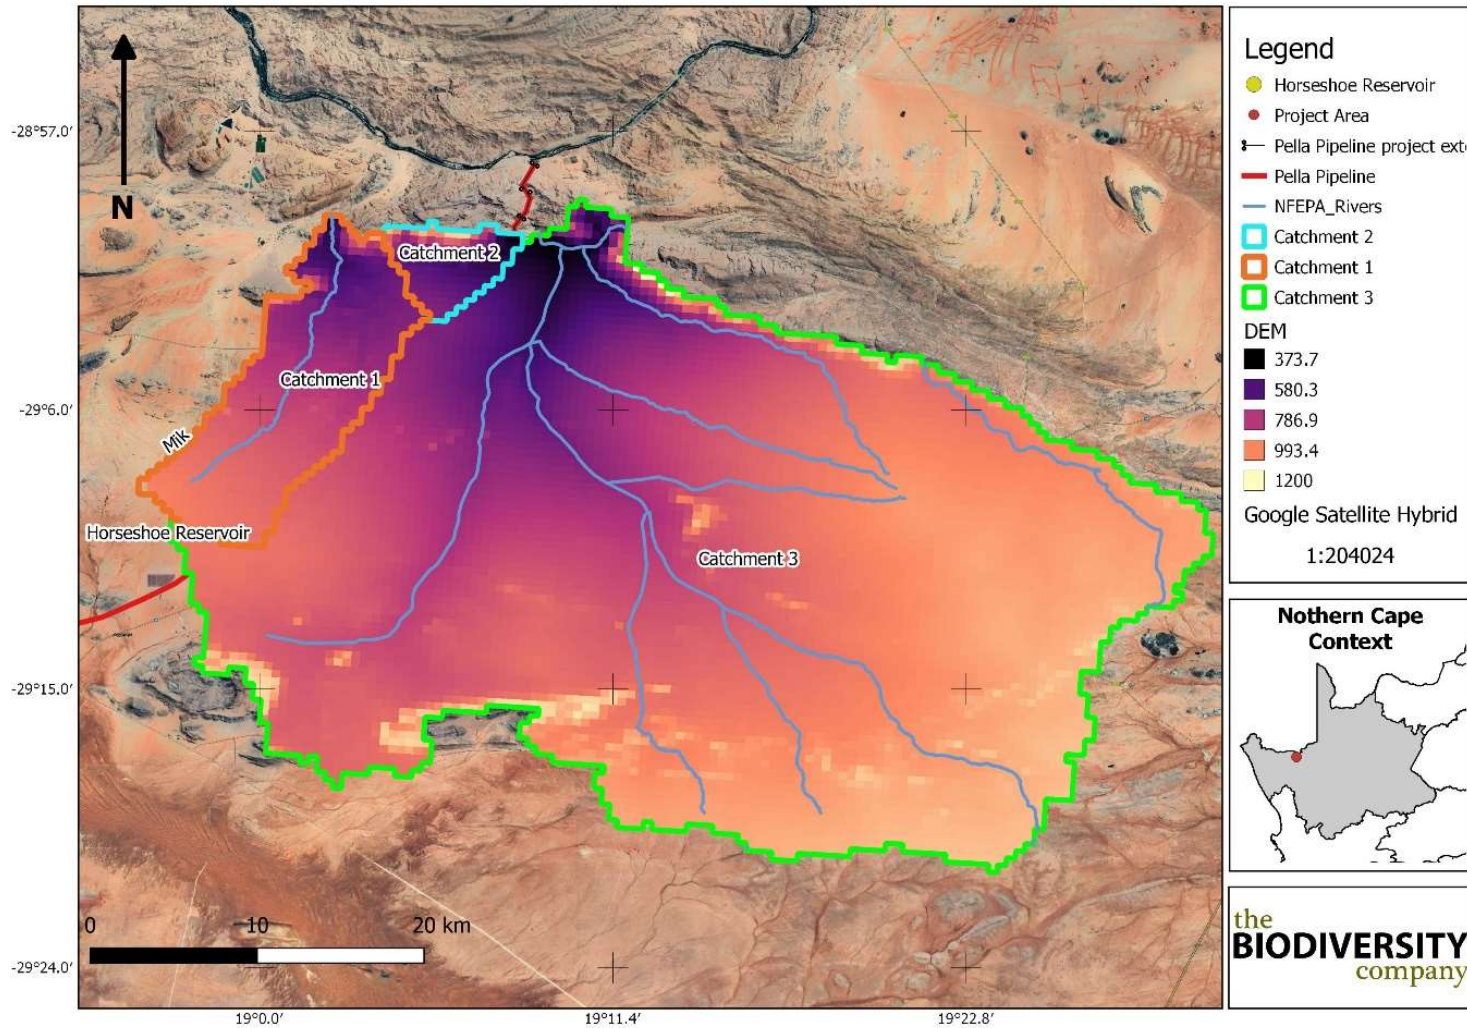 Legend
Horseshoe Reservoir
Project Area
Pella Pipeline project ext
Pella Pipeline
NFEPA_Rivers
Catchment 2
Catchment 1
Catchment 3
DEM
373.7
580.3
786.9
993.4
1200
Google Satellite Hybrid
1:204024
-28°57.0'
-29°6.0'
-29°15.0'
-29°24.0'
N
Catchment 2
Catchment 1
Mik
Horseshoe Reservoir
Catchment 3
0 10 20 km
19°0.0' 19°11.4' 19°22.8'
Nothern Cape
Context
the
BIODIVERSITY
company